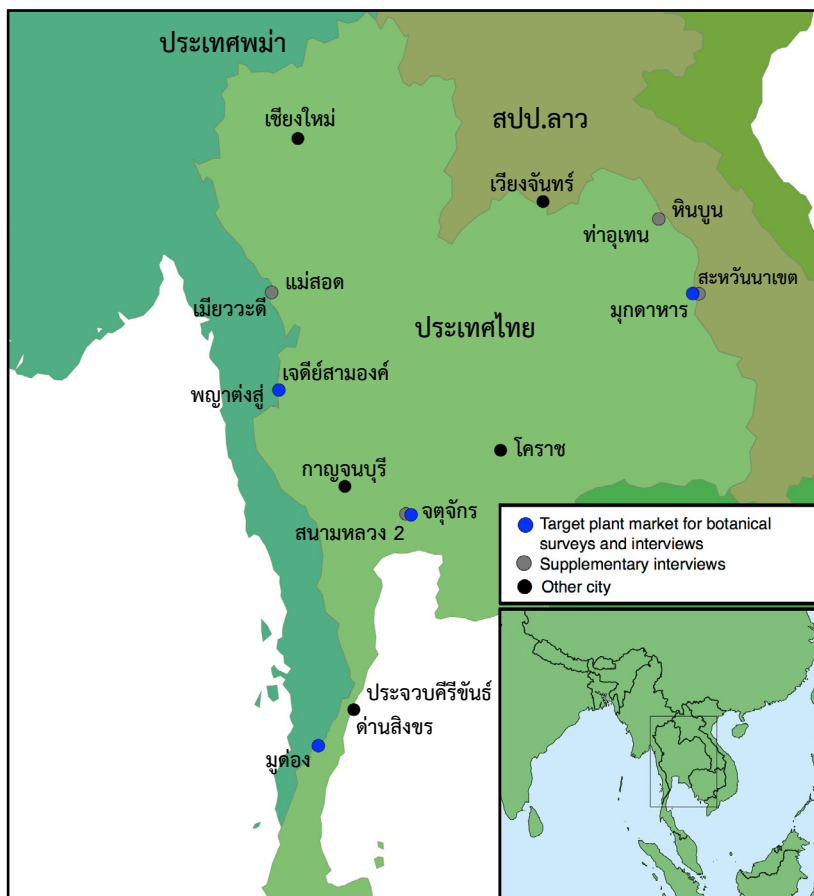 ประเทศพม่า
เชียงใหม่
สปป.ลาว
เวียงจันทร์
หินบูน
ท่าอุเทน
สะหวันนาเขต
มุกดาหาร
แม่สอด
เมียววะดี
ประเทศไทย
เจดีย์สามองค์
พญาต่งสู่
โคราช
กาญจนบุรี
จตุจักร
สนามหลวง 2
Target plant market for botanical
surveys and interviews
Supplementary interviews
Other city
ประจวบคีรีขันธ์
ด่านสิงขร
มูด่อง